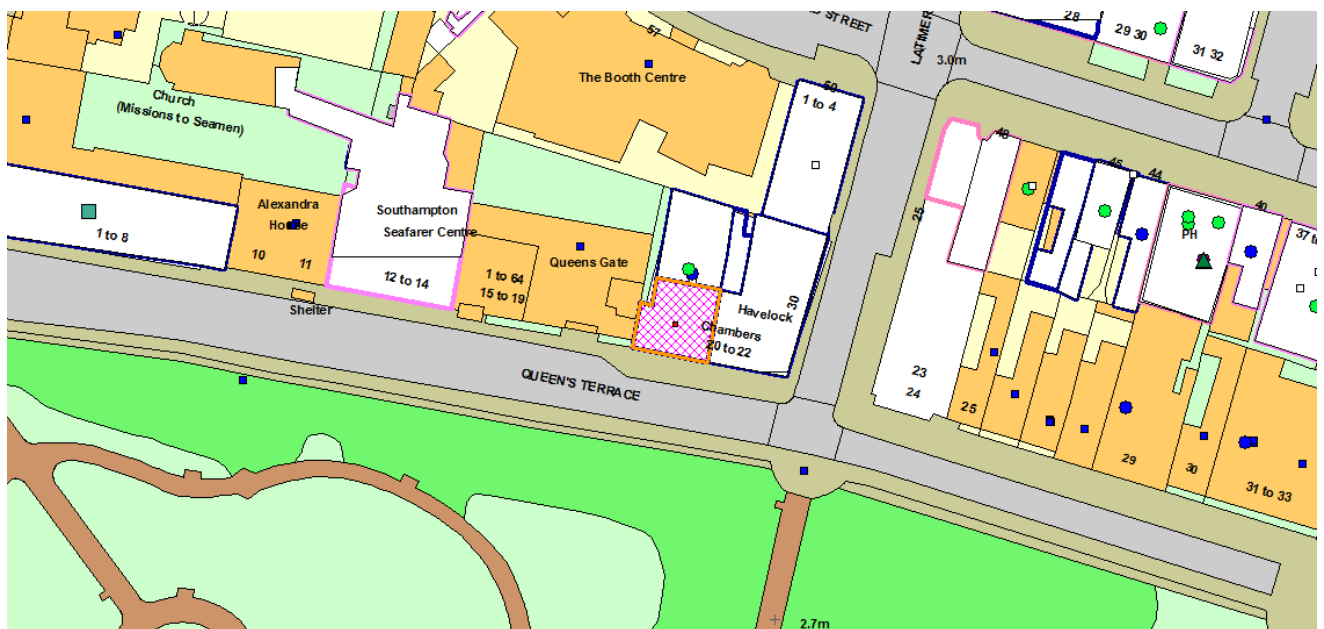 57
D STREET
LATIMER
28
29 30
31 32
3.0m
The Booth Centre
50
1 to 4
Church
(Missions to Seamen)
48
45
44
40
25
PH
37 to
Alexandra
House
10
11
1 to 8
Southampton
Seafarer Centre
12 to 14
Queens Gate
1 to 64
15 to 19
Shelter
Havelock
Chambers
20 to 22
30
QUEEN'S TERRACE
23
24
25
29
30
31 to 33
2.7m